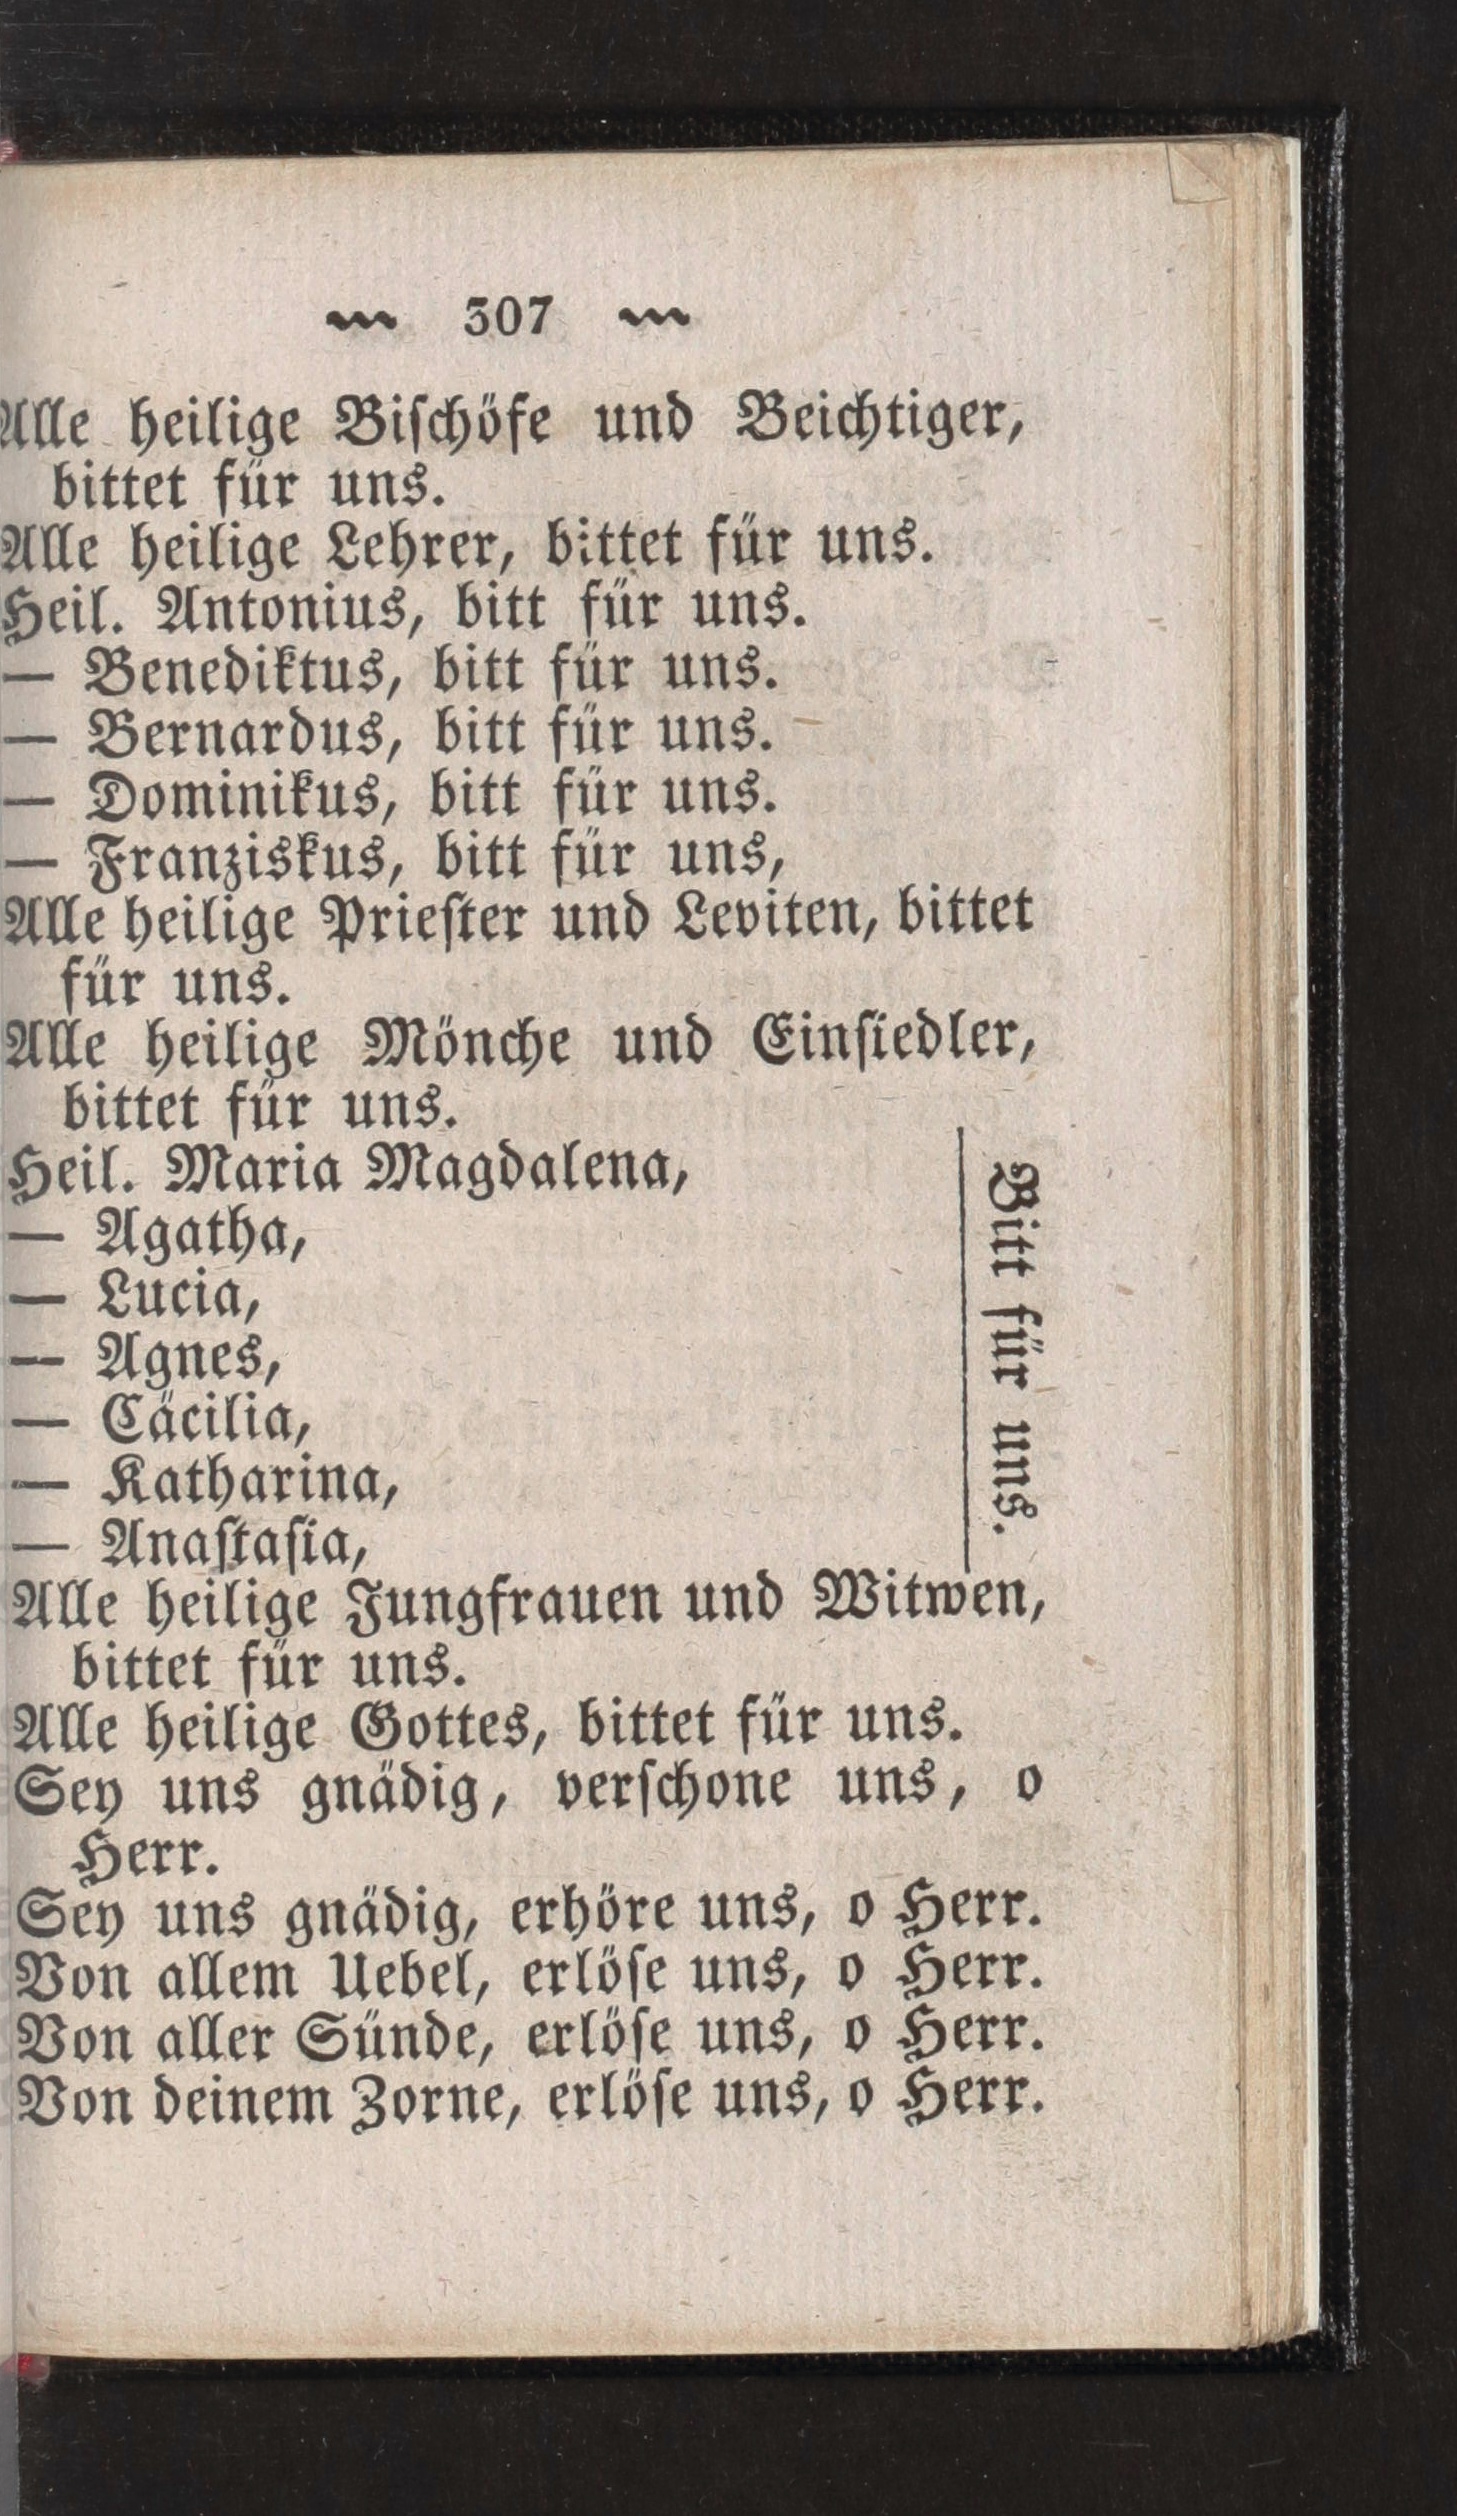 307
Alle heilige Bischöfe und Beichtiger,
bittet für uns.
Alle heilige Lehrer, bittet für uns.
Heil. Antonius, bitt für uns.
— Benediktus, bitt für uns.
— Bernardus, bitt für uns.
— Dominikus, bitt für uns.
— Franziskus, bitt für uns,
Alle heilige Priester und Leviten, bittet
für uns.
Alle heilige Mönche und Einsiedler,
bittet für uns.
Heil. Maria Magdalena,
— Agatha,
— Lucia,
— Agnes,
— Cäcilia,
— Katharina,
— Anastasia,
Bitt für uns.
Alle heilige Jungfrauen und Witwen,
bittet für uns.
Alle heilige Gottes, bittet für uns.
Sey uns gnädig, verschone uns, o
Herr.
Sey uns gnädig, erhöre uns, o Herr.
Von allem Uebel, erlöse uns, o Herr.
Von aller Sünde, erlöse uns, o Herr.
Von deinem Zorne, erlöse uns, o Herr.